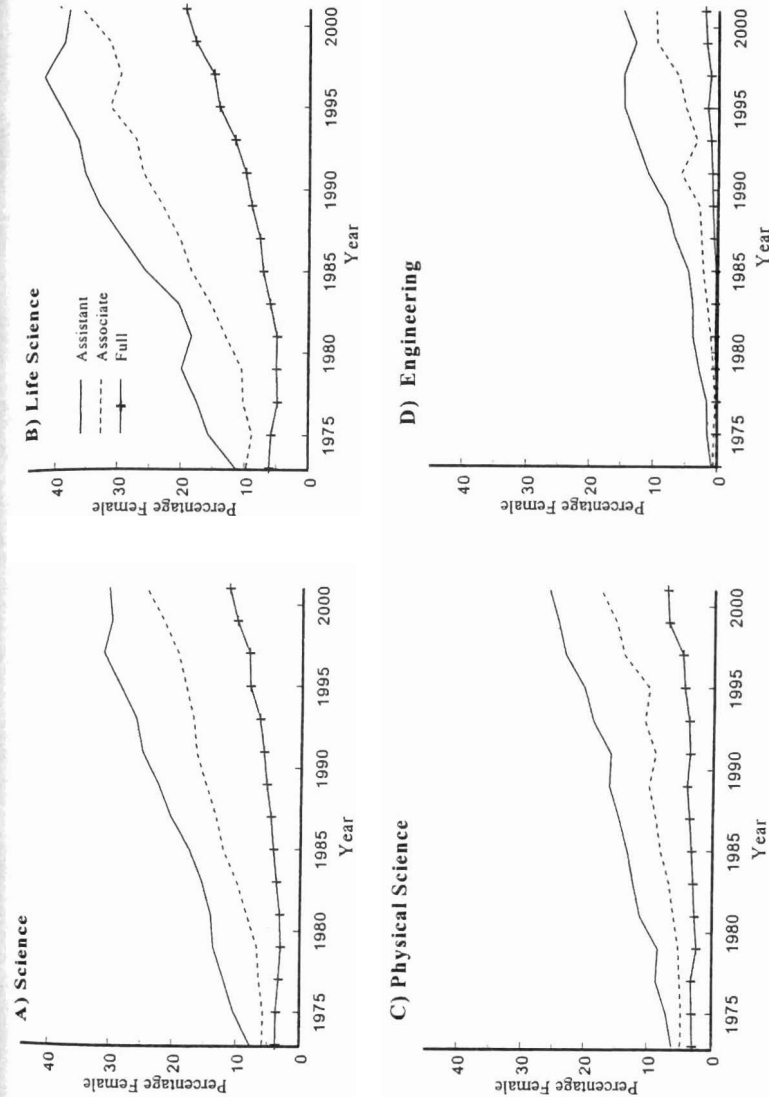 A) Science
40
30
20
10
0
Percentage Female
1975
1980
1985
1990
1995
2000
Year
B) Life Science
Assistant
Associate
Full
40
30
20
10
0
Percentage Female
1975
1980
1985
1990
1995
2000
Year
C) Physical Science
40
30
20
10
0
Percentage Female
1975
1980
1985
1990
1995
2000
Year
D) Engineering
40
30
20
10
0
Percentage Female
1975
1980
1985
1990
1995
2000
Year